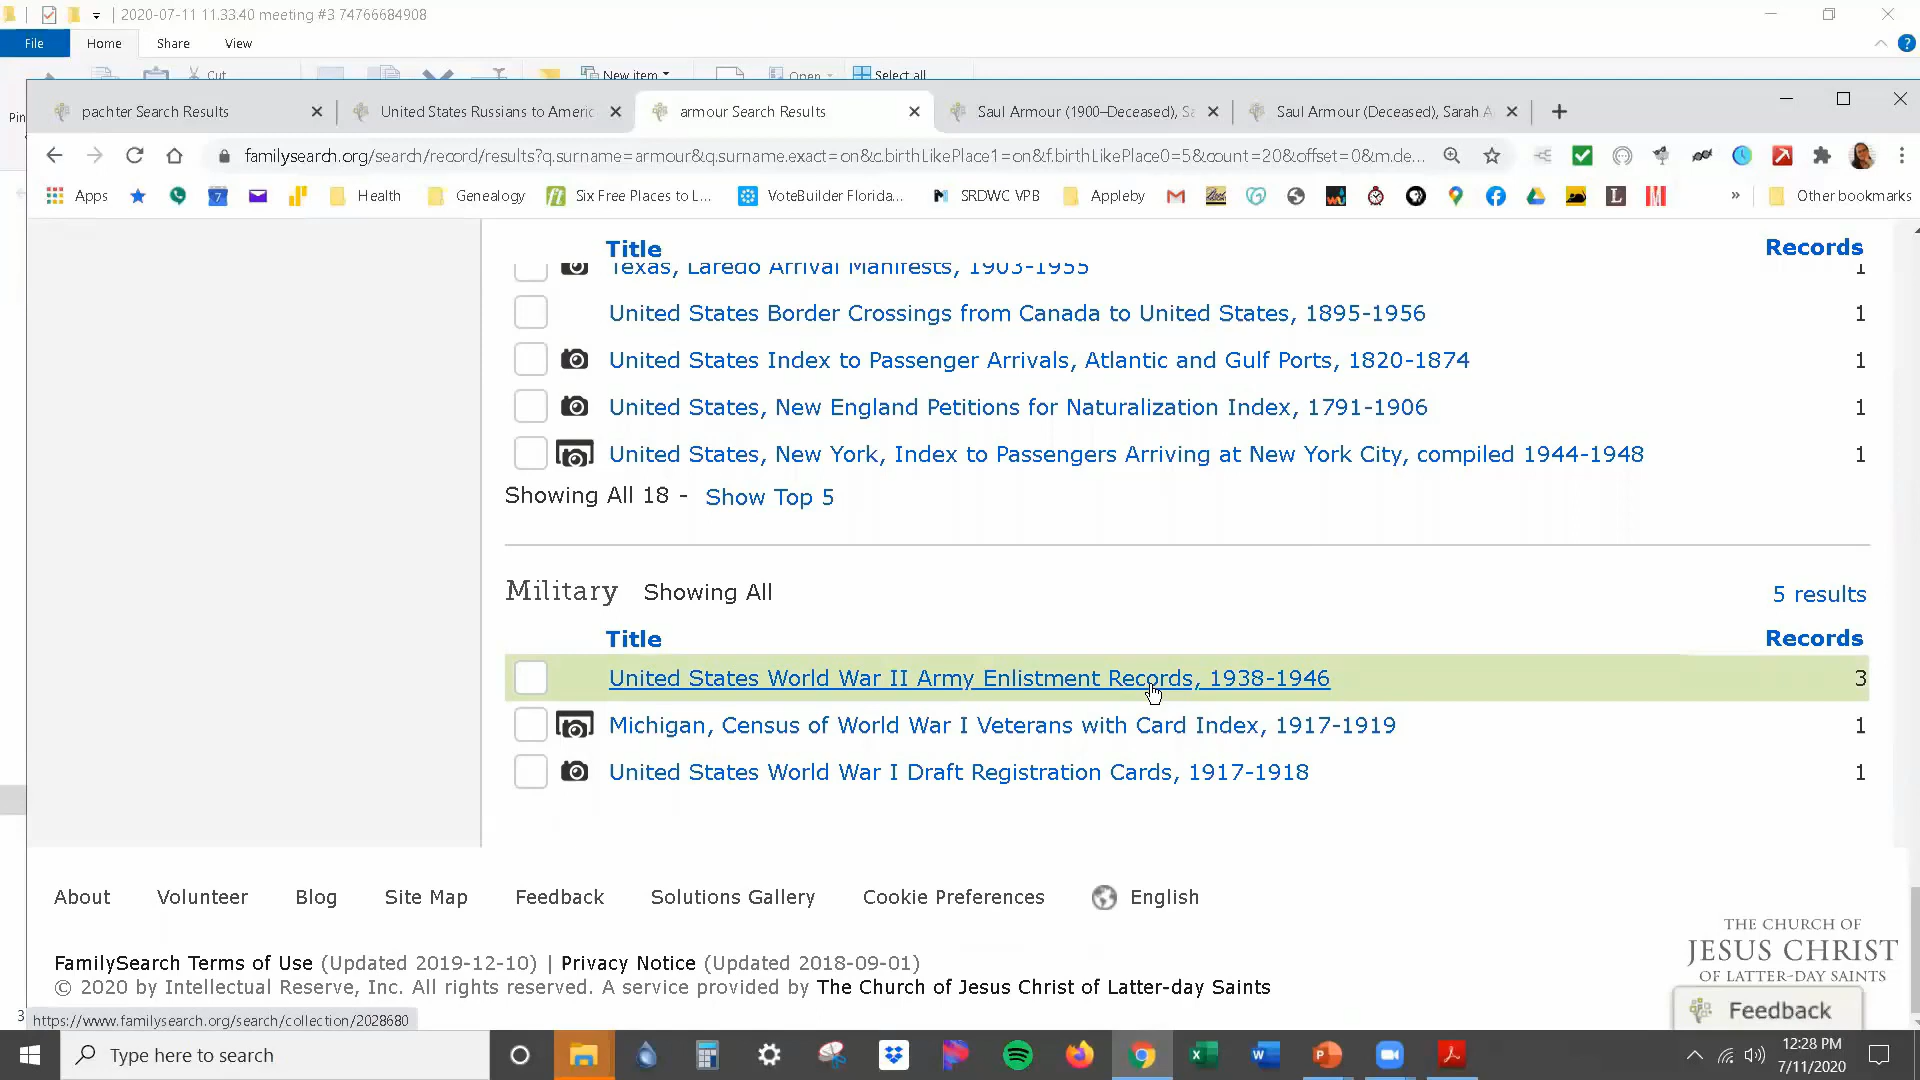 2020-07-11 11.33.40 meeting #3 74766684908
File Home Share View
Cut New item Open Select all
Pin
pachter Search Results
United States Russians to Americ
armour Search Results
Saul Armour (1900–Deceased), Sa
Saul Armour (Deceased), Sarah A
familysearch.org/search/record/results?q.surname=armour&q.surname.exact=on&c.birthLikePlace1=on&f.birthLikePlace0=5&count=20&offset=0&m.de...
Apps Health Genealogy Six Free Places to L... VoteBuilder Florida... SRDWC VPB Appleby » Other bookmarks
Title Records
Texas, Laredo Arrival Manifests, 1903-1955 1
United States Border Crossings from Canada to United States, 1895-1956 1
United States Index to Passenger Arrivals, Atlantic and Gulf Ports, 1820-1874 1
United States, New England Petitions for Naturalization Index, 1791-1906 1
United States, New York, Index to Passengers Arriving at New York City, compiled 1944-1948 1
Showing All 18 - Show Top 5
Military Showing All 5 results
Title Records
United States World War II Army Enlistment Records, 1938-1946 3
Michigan, Census of World War I Veterans with Card Index, 1917-1919 1
United States World War I Draft Registration Cards, 1917-1918 1
About Volunteer Blog Site Map Feedback Solutions Gallery Cookie Preferences English
THE CHURCH OF
JESUS CHRIST
OF LATTER-DAY SAINTS
FamilySearch Terms of Use (Updated 2019-12-10) | Privacy Notice (Updated 2018-09-01)
© 2020 by Intellectual Reserve, Inc. All rights reserved. A service provided by The Church of Jesus Christ of Latter-day Saints
Feedback
3
https://www.familysearch.org/search/collection/2028680
Type here to search
12:28 PM
7/11/2020